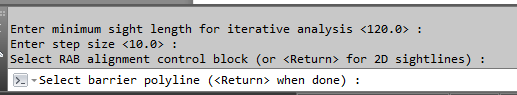 Enter minimum sight length for iterative analysis <120.0> :
Enter step size <10.0> :
Select RAB alignment control block (or <Return> for 2D sightlines) :
Select barrier polyline (<Return> when done) :